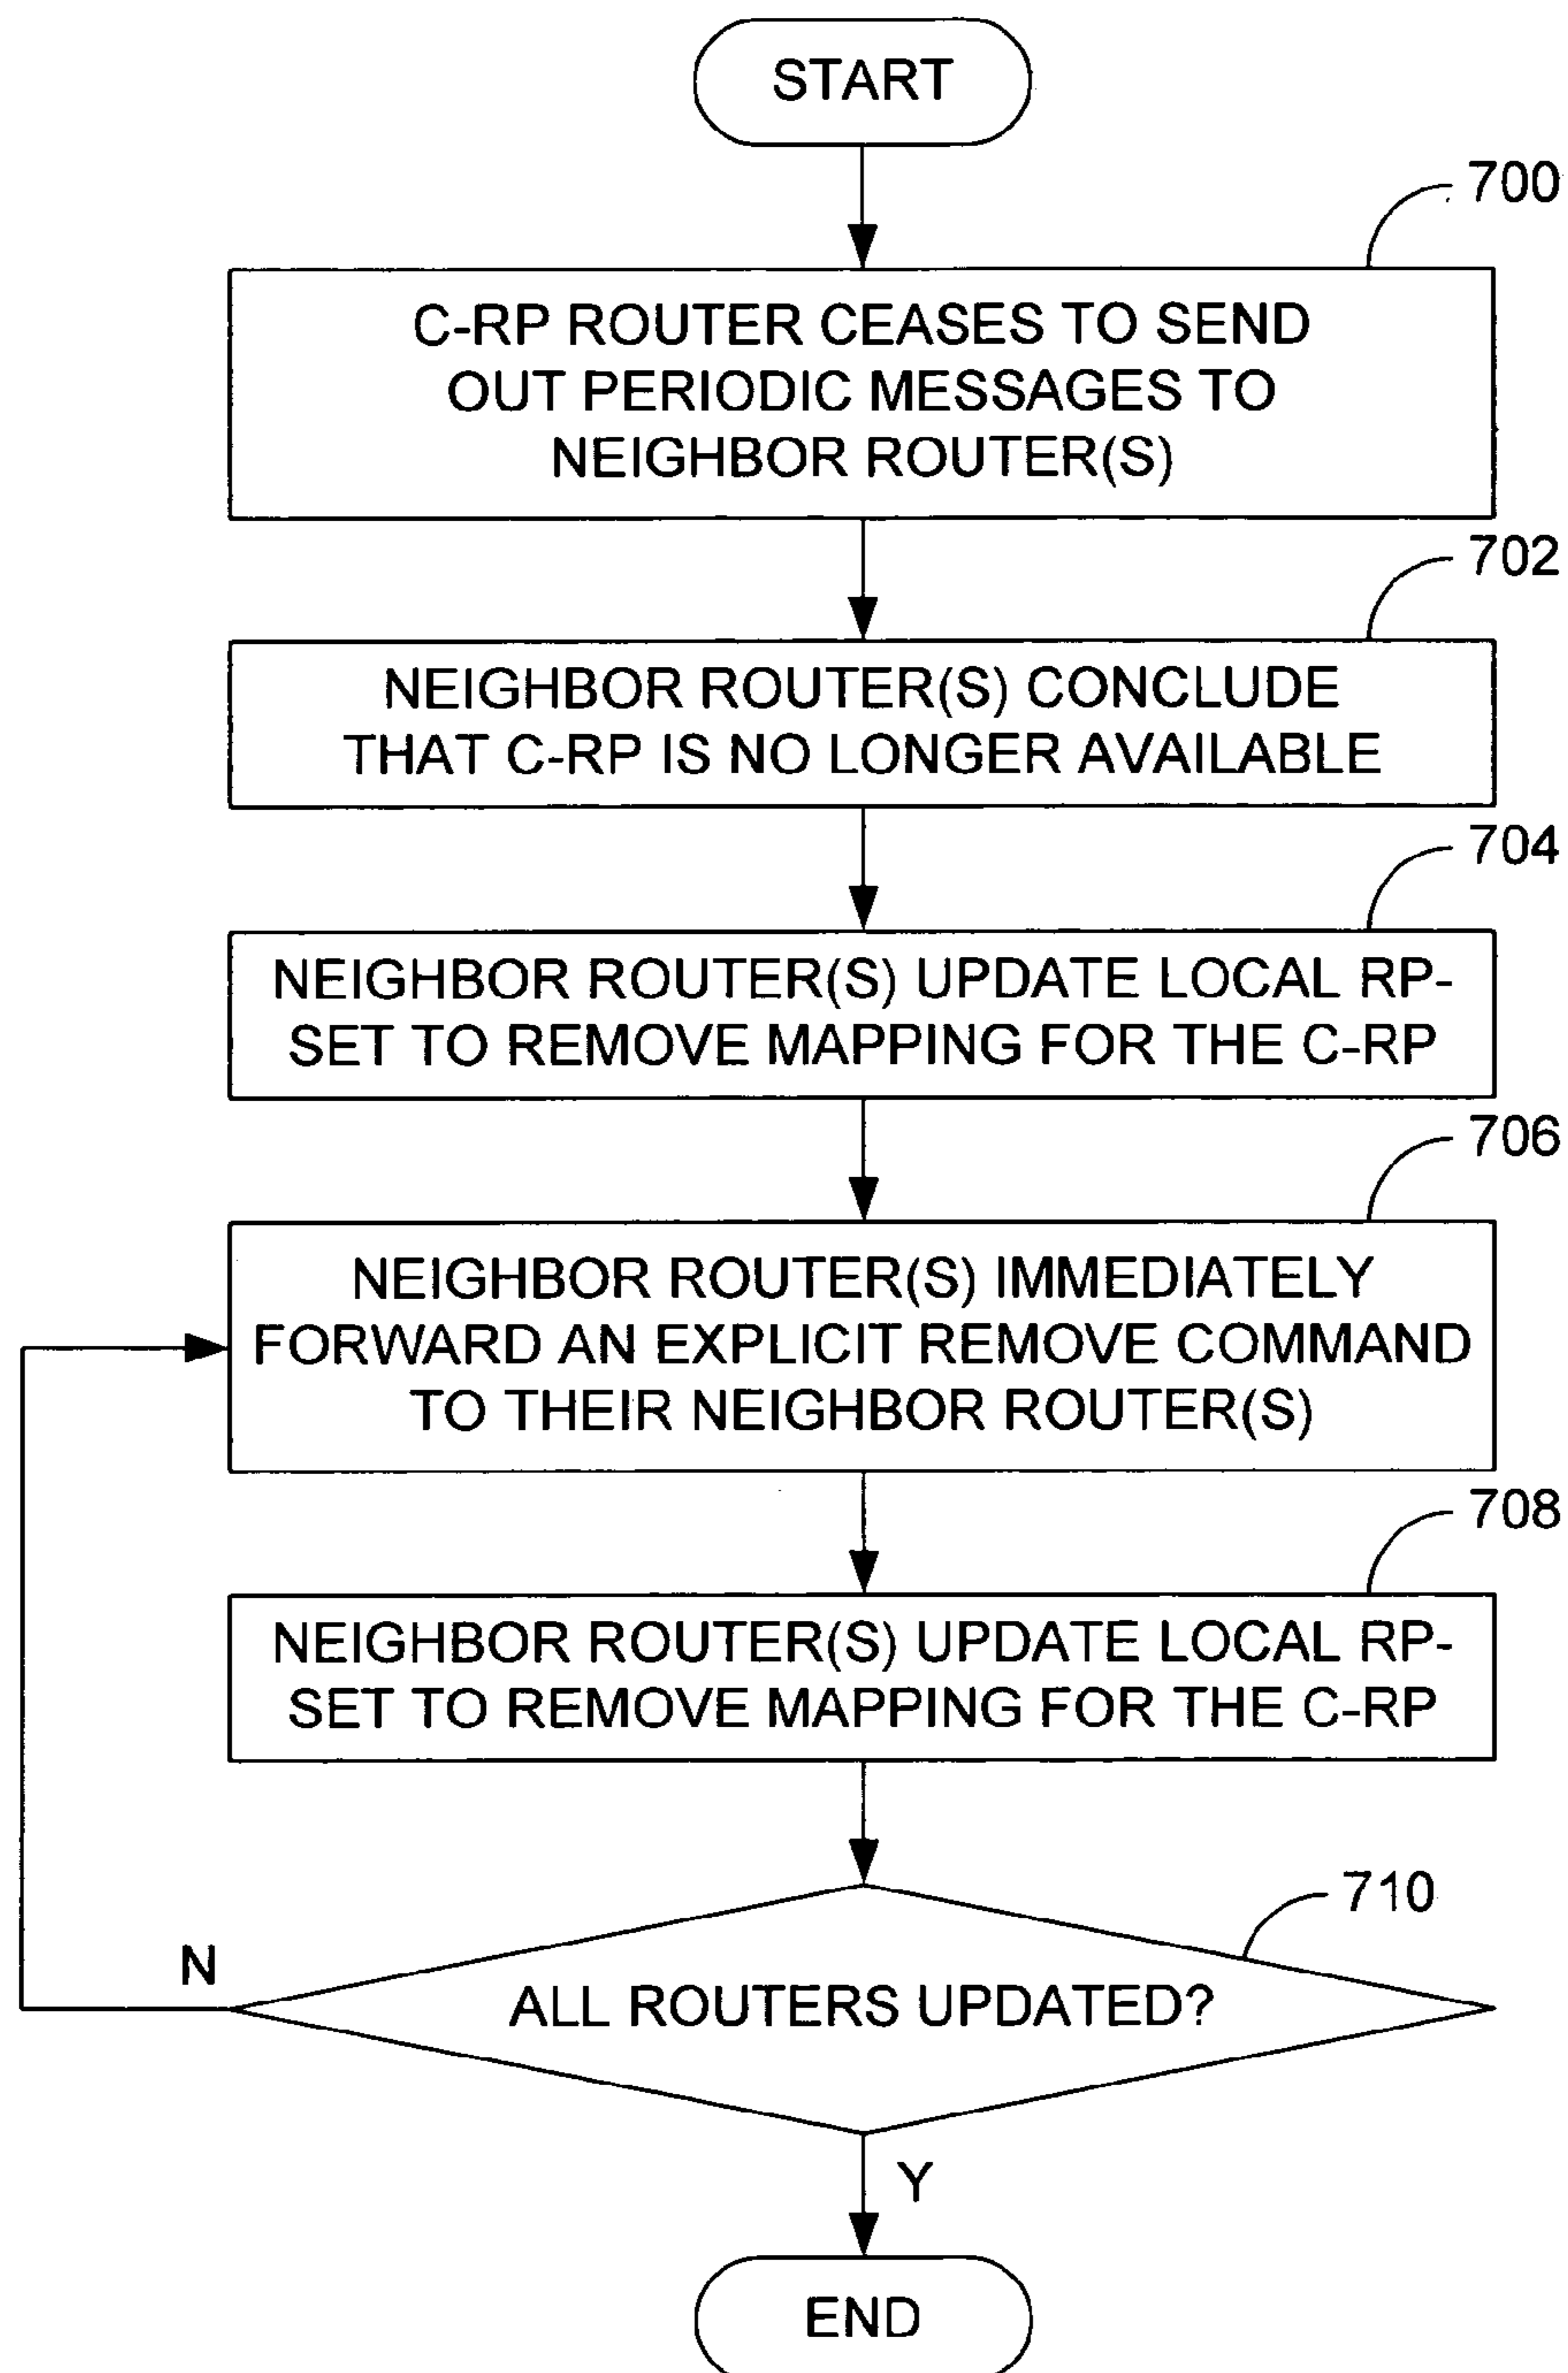 START
700
C-RP ROUTER CEASES TO SEND
OUT PERIODIC MESSAGES TO
NEIGHBOR ROUTER(S)
702
NEIGHBOR ROUTER(S) CONCLUDE
THAT C-RP IS NO LONGER AVAILABLE
704
NEIGHBOR ROUTER(S) UPDATE LOCAL RP-
SET TO REMOVE MAPPING FOR THE C-RP
706
NEIGHBOR ROUTER(S) IMMEDIATELY
FORWARD AN EXPLICIT REMOVE COMMAND
TO THEIR NEIGHBOR ROUTER(S)
708
NEIGHBOR ROUTER(S) UPDATE LOCAL RP-
SET TO REMOVE MAPPING FOR THE C-RP
710
N
ALL ROUTERS UPDATED?
Y
END